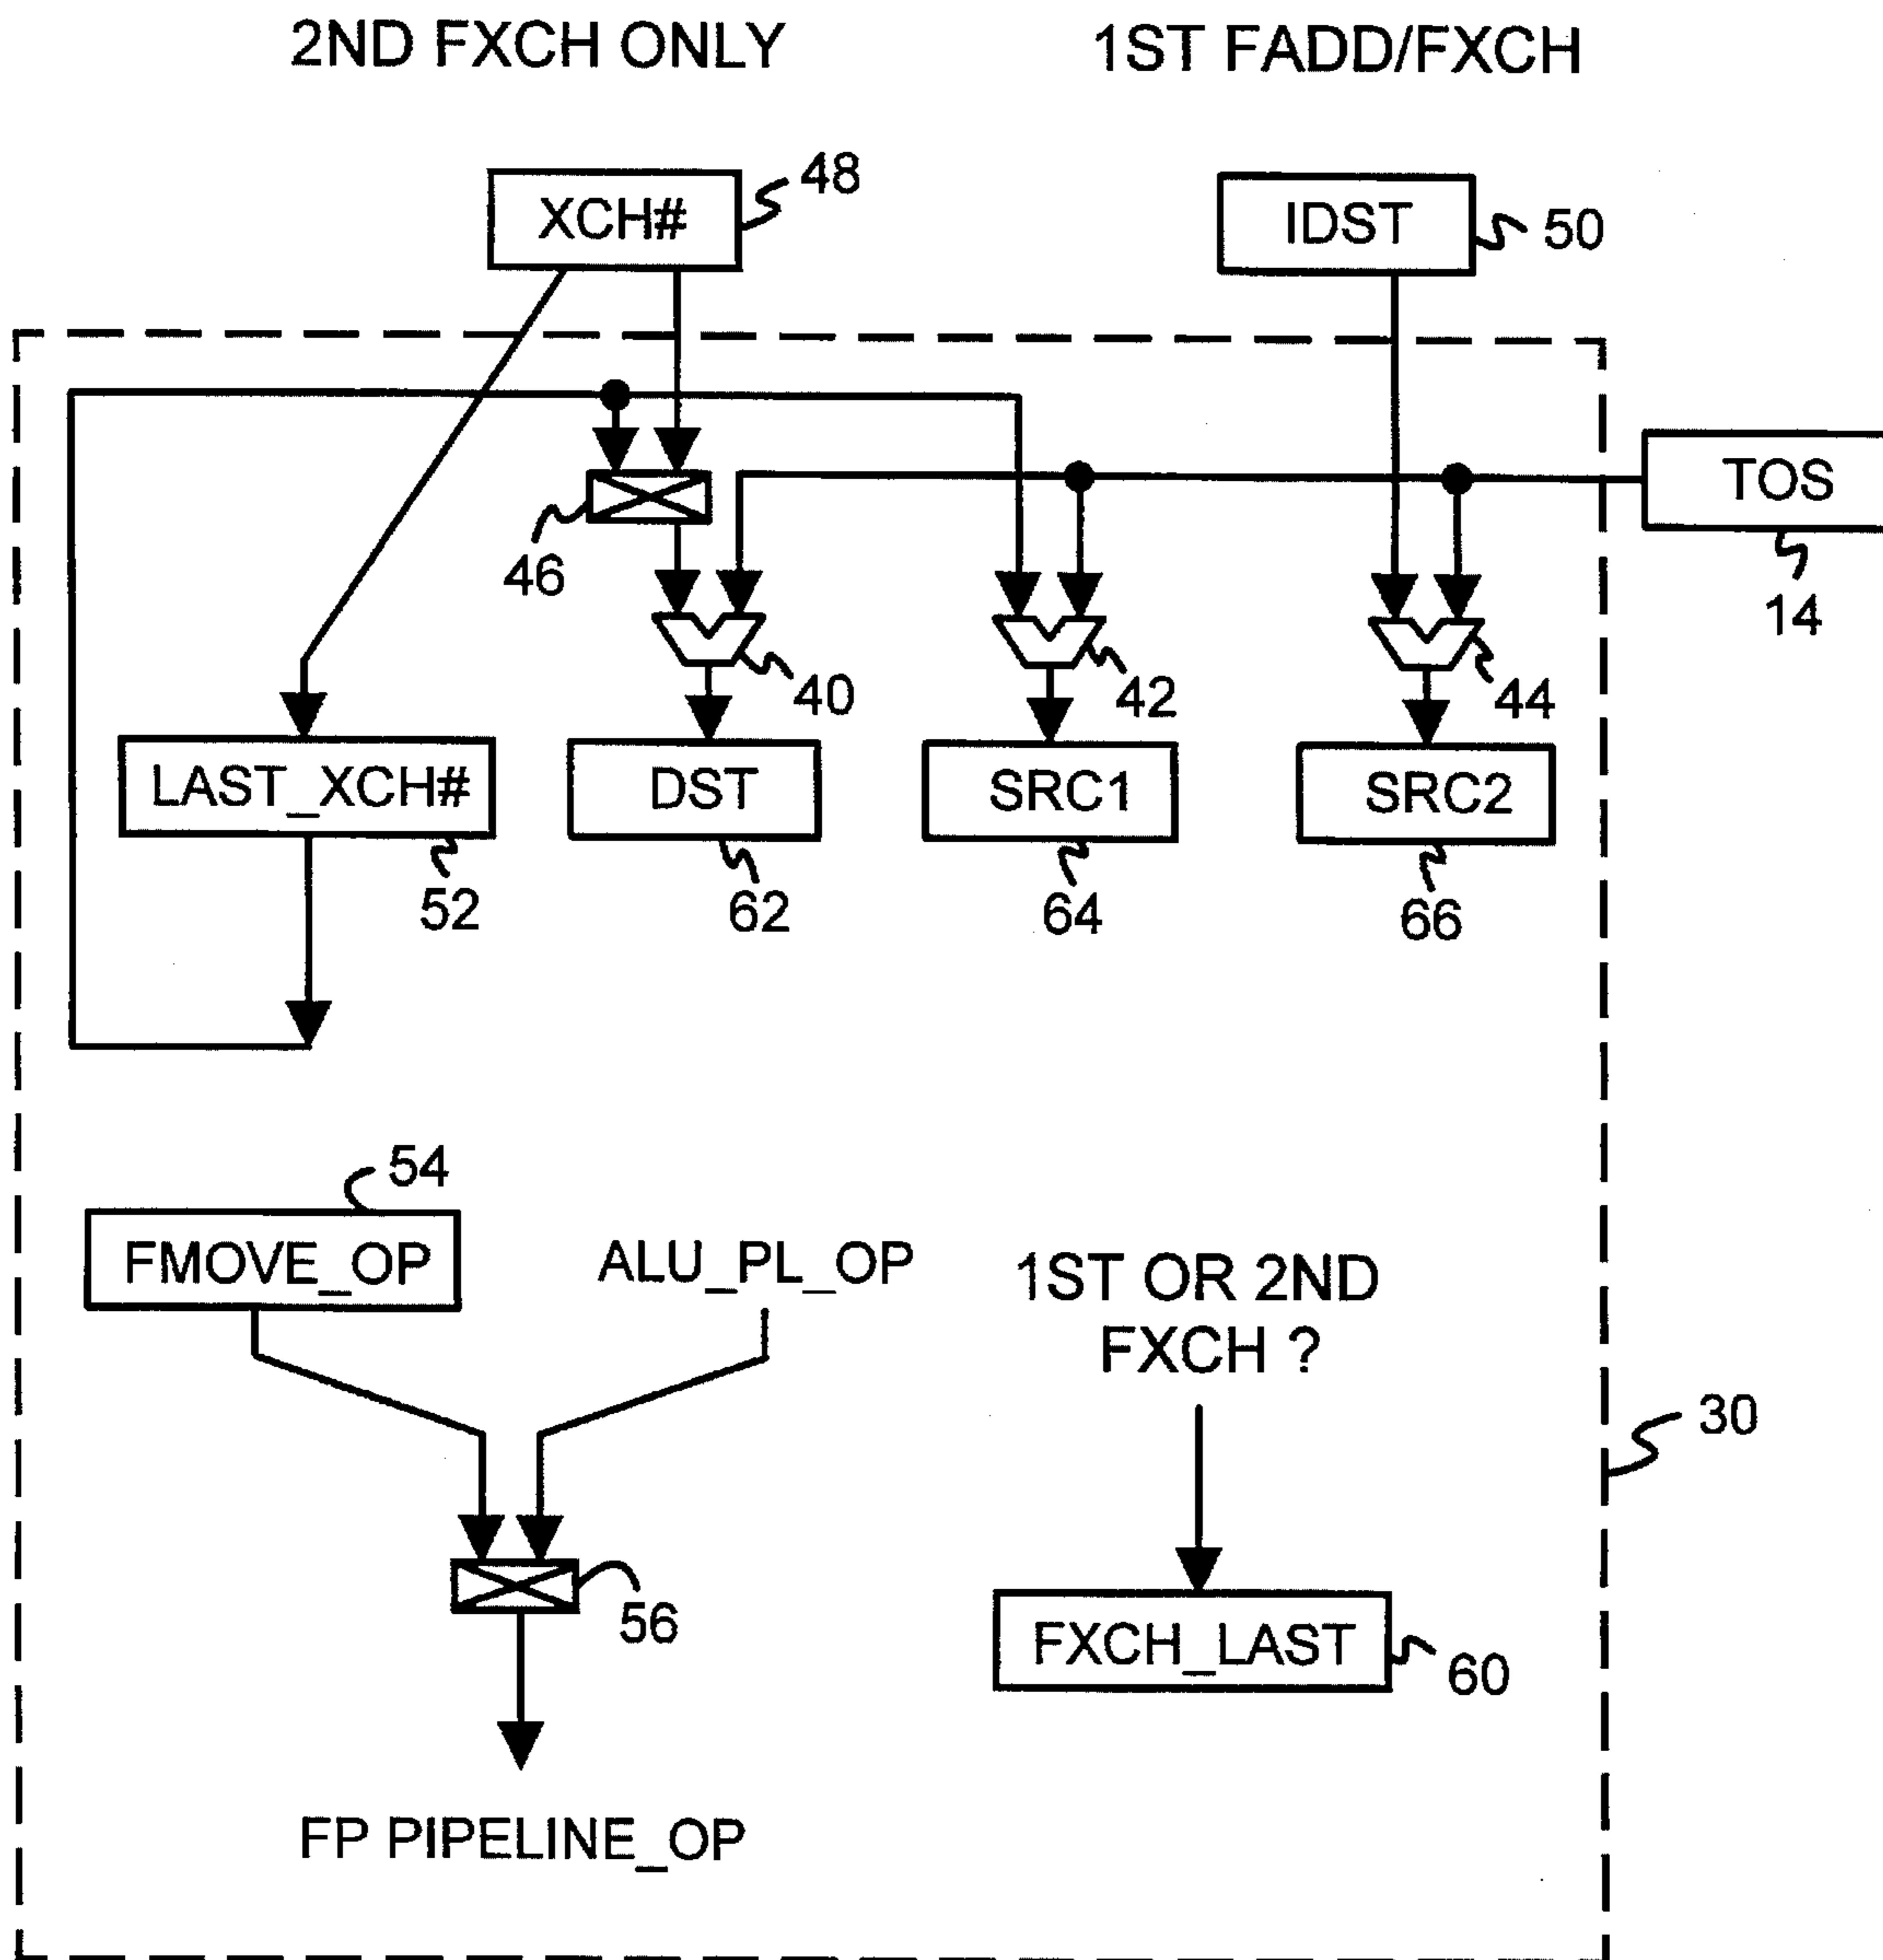 2ND FXCH ONLY
1ST FADD/FXCH
XCH#
48
IDST
50
TOS
14
46
40
42
44
LAST_XCH#
DST
SRC1
SRC2
52
62
64
66
54
FMOVE_OP
ALU_PL_OP
1ST OR 2ND
FXCH ?
30
56
FXCH_LAST
60
FP PIPELINE_OP